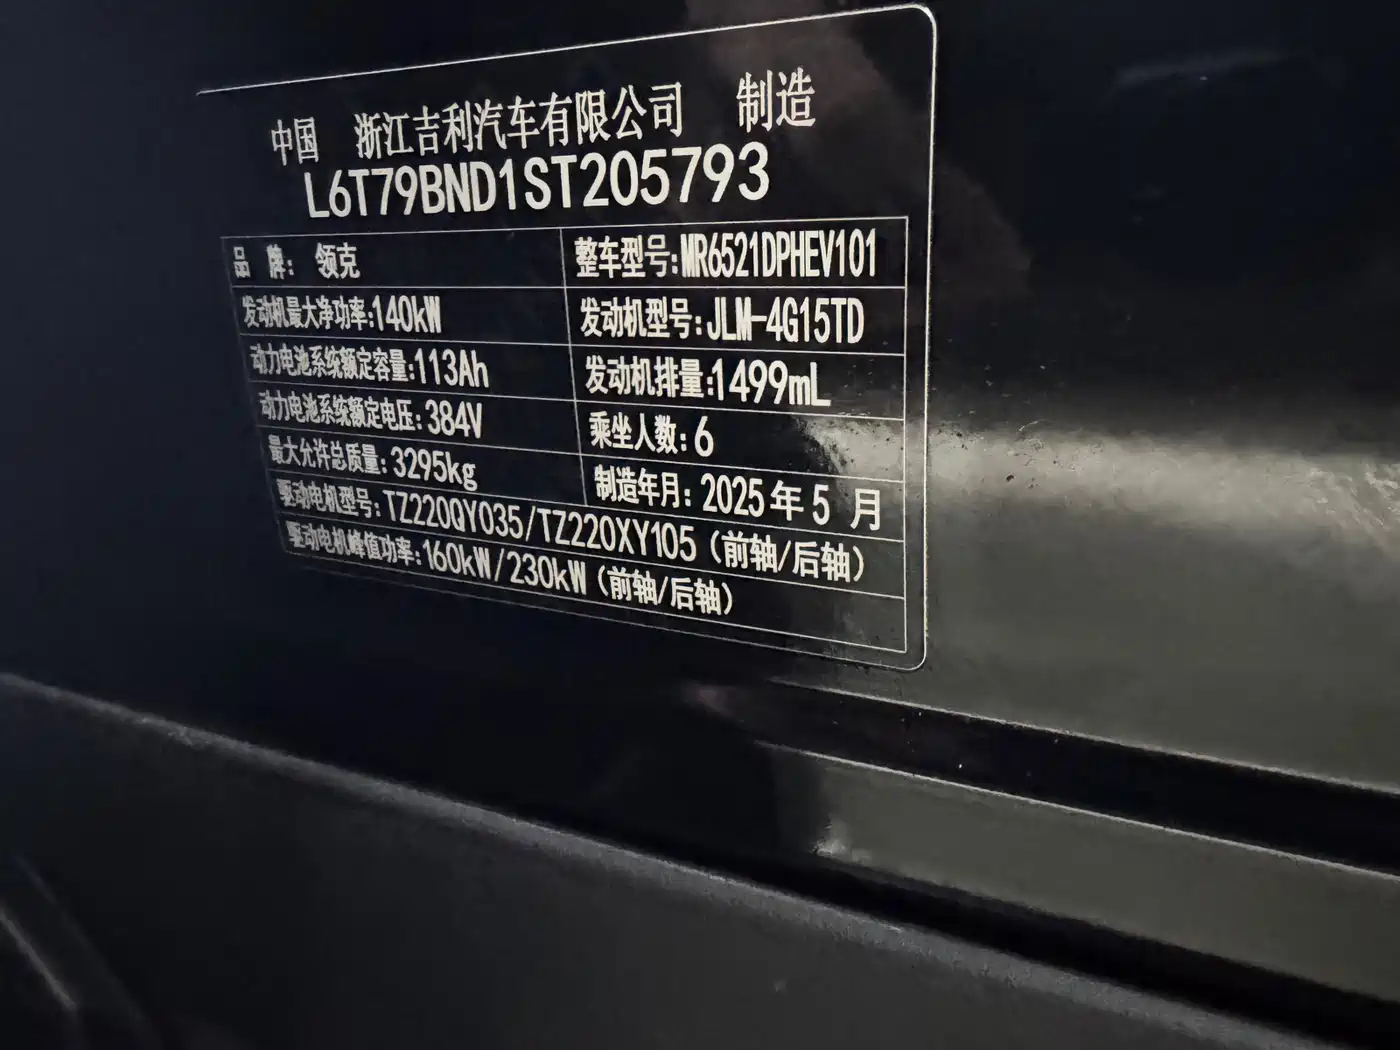 中国 浙江吉利汽车有限公司 制造
L6T79BND1ST205793
品 牌: 领克 整车型号:MR6521DPHEV101
发动机最大净功率:140kW 发动机型号:JLM-4G15TD
动力电池系统额定容量:113Ah 发动机排量:1499mL
动力电池系统额定电压:384V 乘坐人数:6
最大允许总质量:3295kg 制造年月:2025年5月
驱动电机型号:TZ220QY035/TZ220XY105(前轴/后轴)
驱动电机峰值功率:160kW/230kW(前轴/后轴)